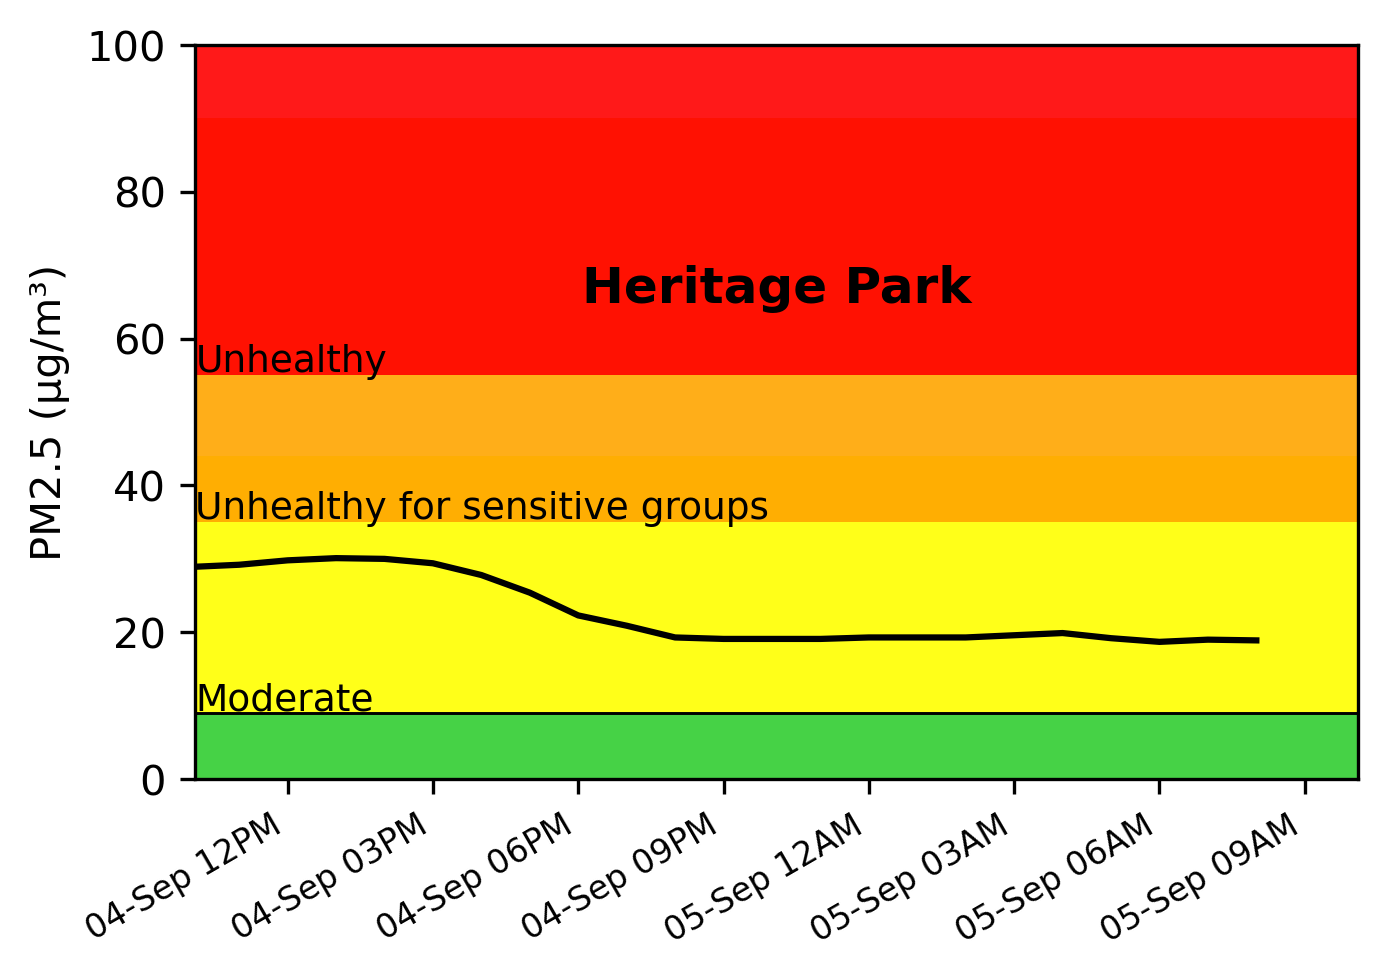 100
80
60
40
20
0
PM2.5 (μg/m³)
Heritage Park
Unhealthy
Unhealthy for sensitive groups
Moderate
04-Sep 12PM
04-Sep 03PM
04-Sep 06PM
04-Sep 09PM
05-Sep 12AM
05-Sep 03AM
05-Sep 06AM
05-Sep 09AM